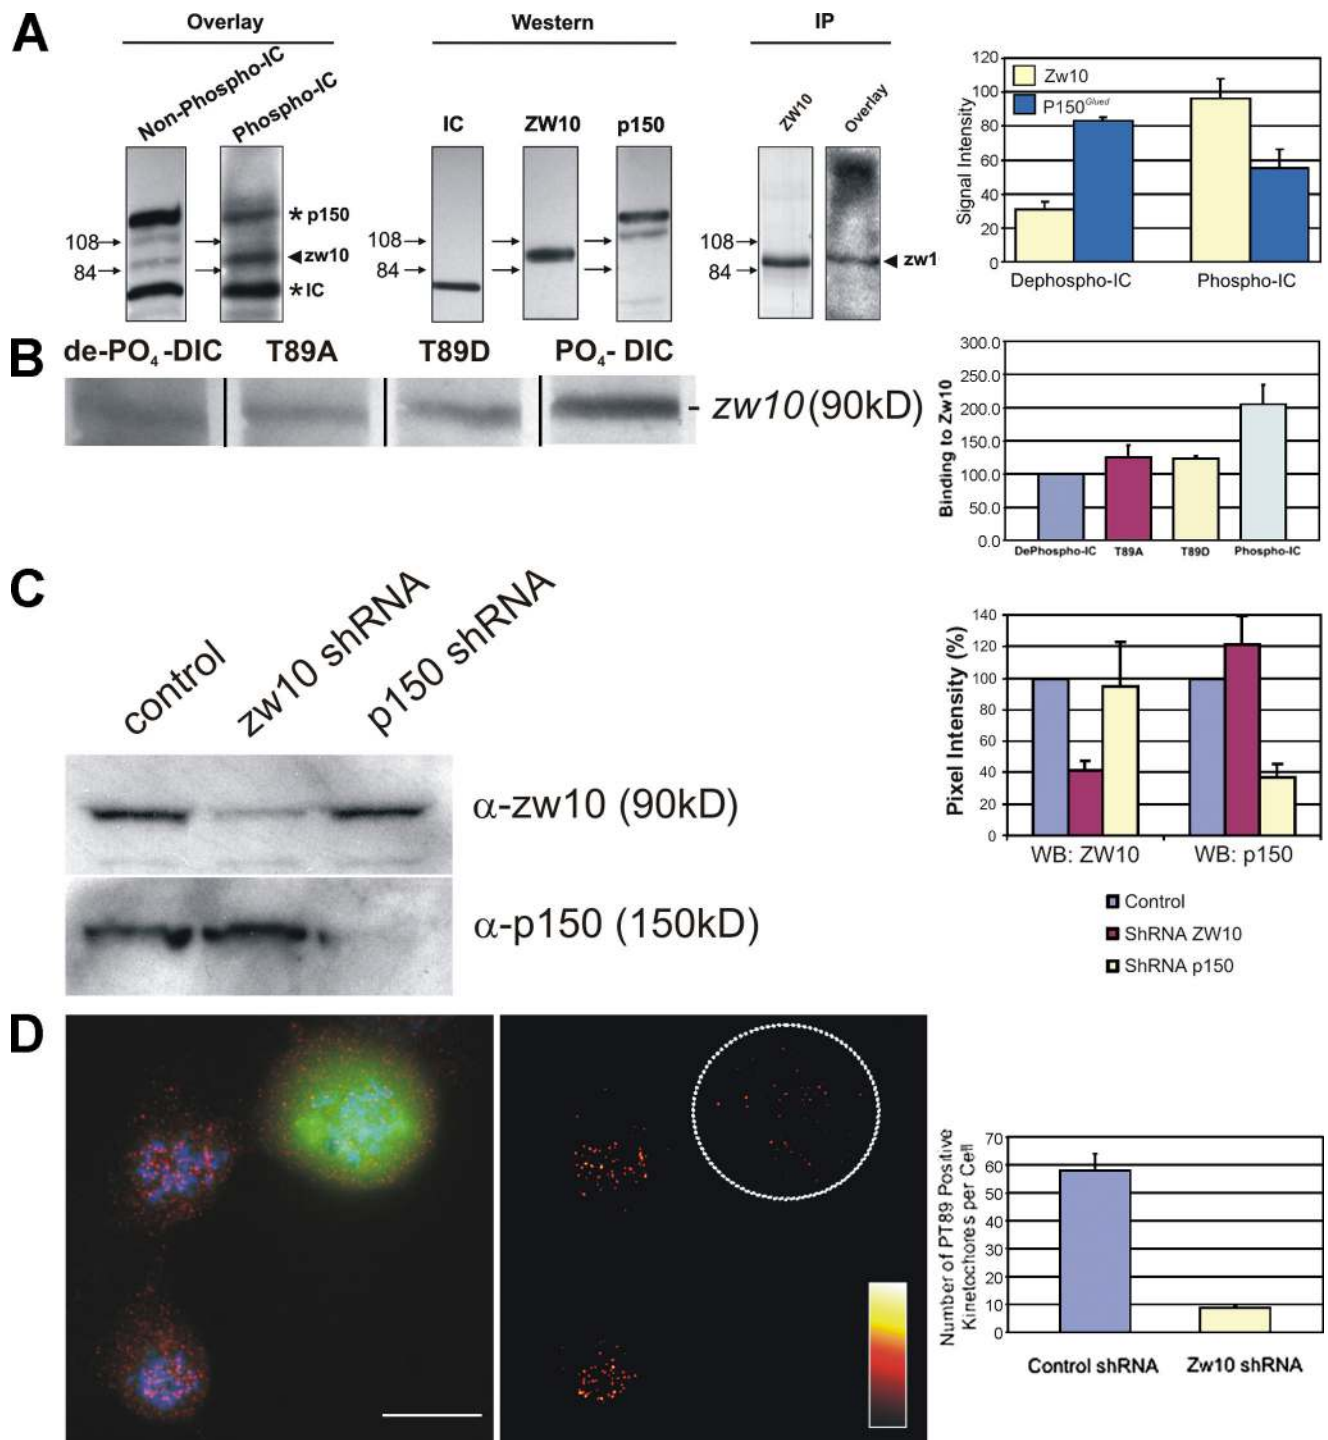 A
Overlay
Western
IP
Non-Phospho-IC
Phospho-IC
IC
ZW10
p150
ZW10
Overlay
* p150
zw10
* IC
108
84
108
84
108
84
zw1
Signal Intensity
120
100
80
60
40
20
0
Zw10
P150Glued
Dephospho-IC
Phospho-IC
B
de-PO4-DIC
T89A
T89D
PO4- DIC
- zw10 (90kD)
Binding to Zw10
300.0
250.0
200.0
150.0
100.0
50.0
0.0
DePhospho-IC
T89A
T89D
Phospho-IC
C
control
zw10 shRNA
p150 shRNA
α-zw10 (90kD)
α-p150 (150kD)
Pixel Intensity (%)
140
120
100
80
60
40
20
0
WB: ZW10
WB: p150
Control
ShRNA ZW10
ShRNA p150
D
Number of PT89 Positive
Kinetochores per Cell
70
60
50
40
30
20
10
0
Control shRNA
Zw10 shRNA